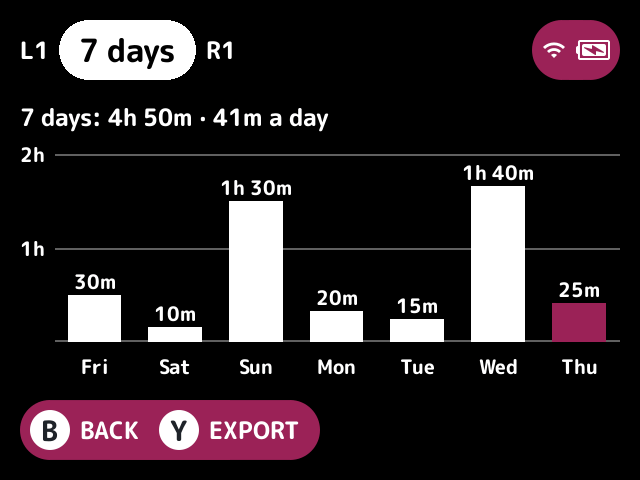 L1 7 days R1
7 days: 4h 50m · 41m a day
2h
1h 40m
1h 30m
1h
30m
25m
20m
15m
10m
Fri Sat Sun Mon Tue Wed Thu
B BACK Y EXPORT